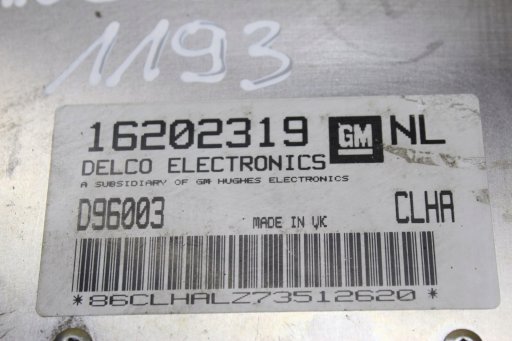 1193
16202319 GM NL
DELCO ELECTRONICS
A SUBSIDIARY OF GM HUGHES ELECTRONICS
D96003 MADE IN UK CLHA
*86CLHALZ73512620*